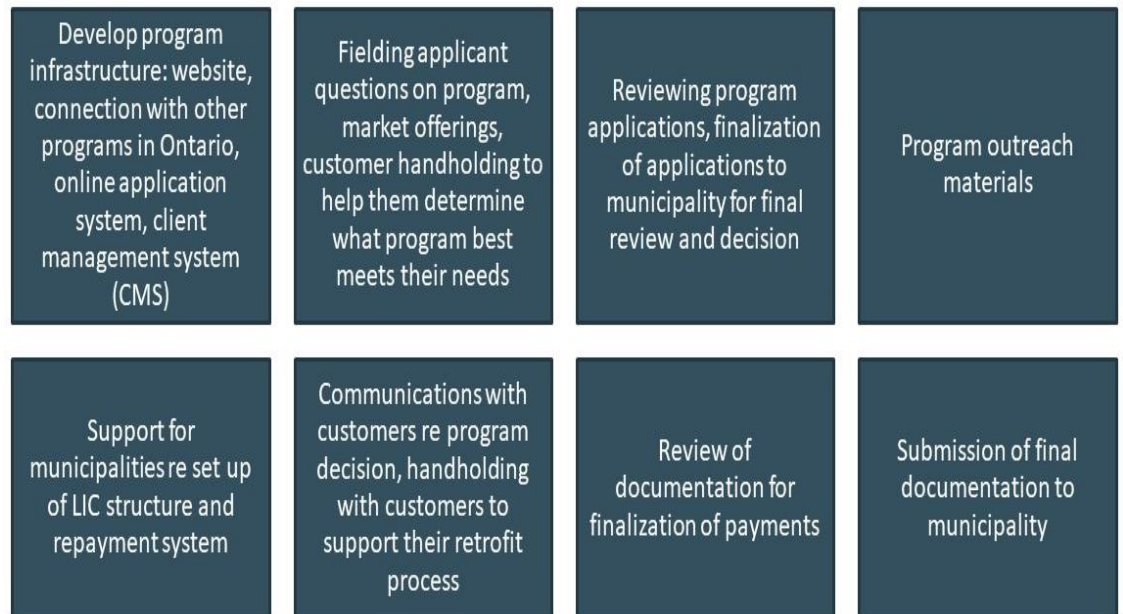 Develop program
infrastructure: website,
connection with other
programs in Ontario,
online application
system, client
management system
(CMS)
Fielding applicant
questions on program,
market offerings,
customer handholding to
help them determine
what program best
meets their needs
Reviewing program
applications, finalization
of applications to
municipality for final
review and decision
Program outreach
materials
Support for
municipalities re set up
of LIC structure and
repayment system
Communications with
customers re program
decision, handholding
with customers to
support their retrofit
process
Review of
documentation for
finalization of payments
Submission of final
documentation to
municipality